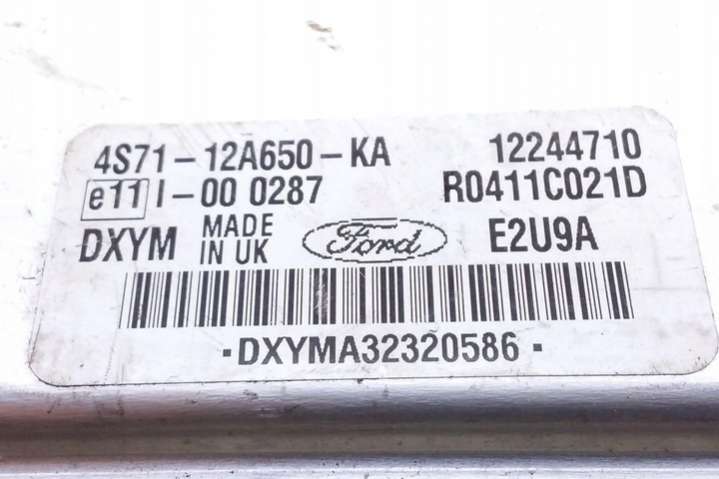 4S71-12A650-KA 12244710
e11 I-00 0287 R0411C021D
DXYM MADE IN UK Ford E2U9A
·DXYMA32320586·